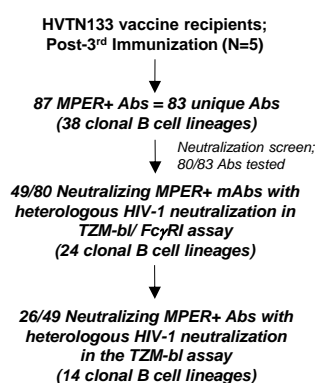 HVTN133 vaccine recipients;
Post-3rd Immunization (N=5)
87 MPER+ Abs = 83 unique Abs
(38 clonal B cell lineages)
Neutralization screen;
80/83 Abs tested
49/80 Neutralizing MPER+ mAbs with
heterologous HIV-1 neutralization in
TZM-bl/ FcγRI assay
(24 clonal B cell lineages)
26/49 Neutralizing MPER+ Abs with
heterologous HIV-1 neutralization
in the TZM-bl assay
(14 clonal B cell lineages)